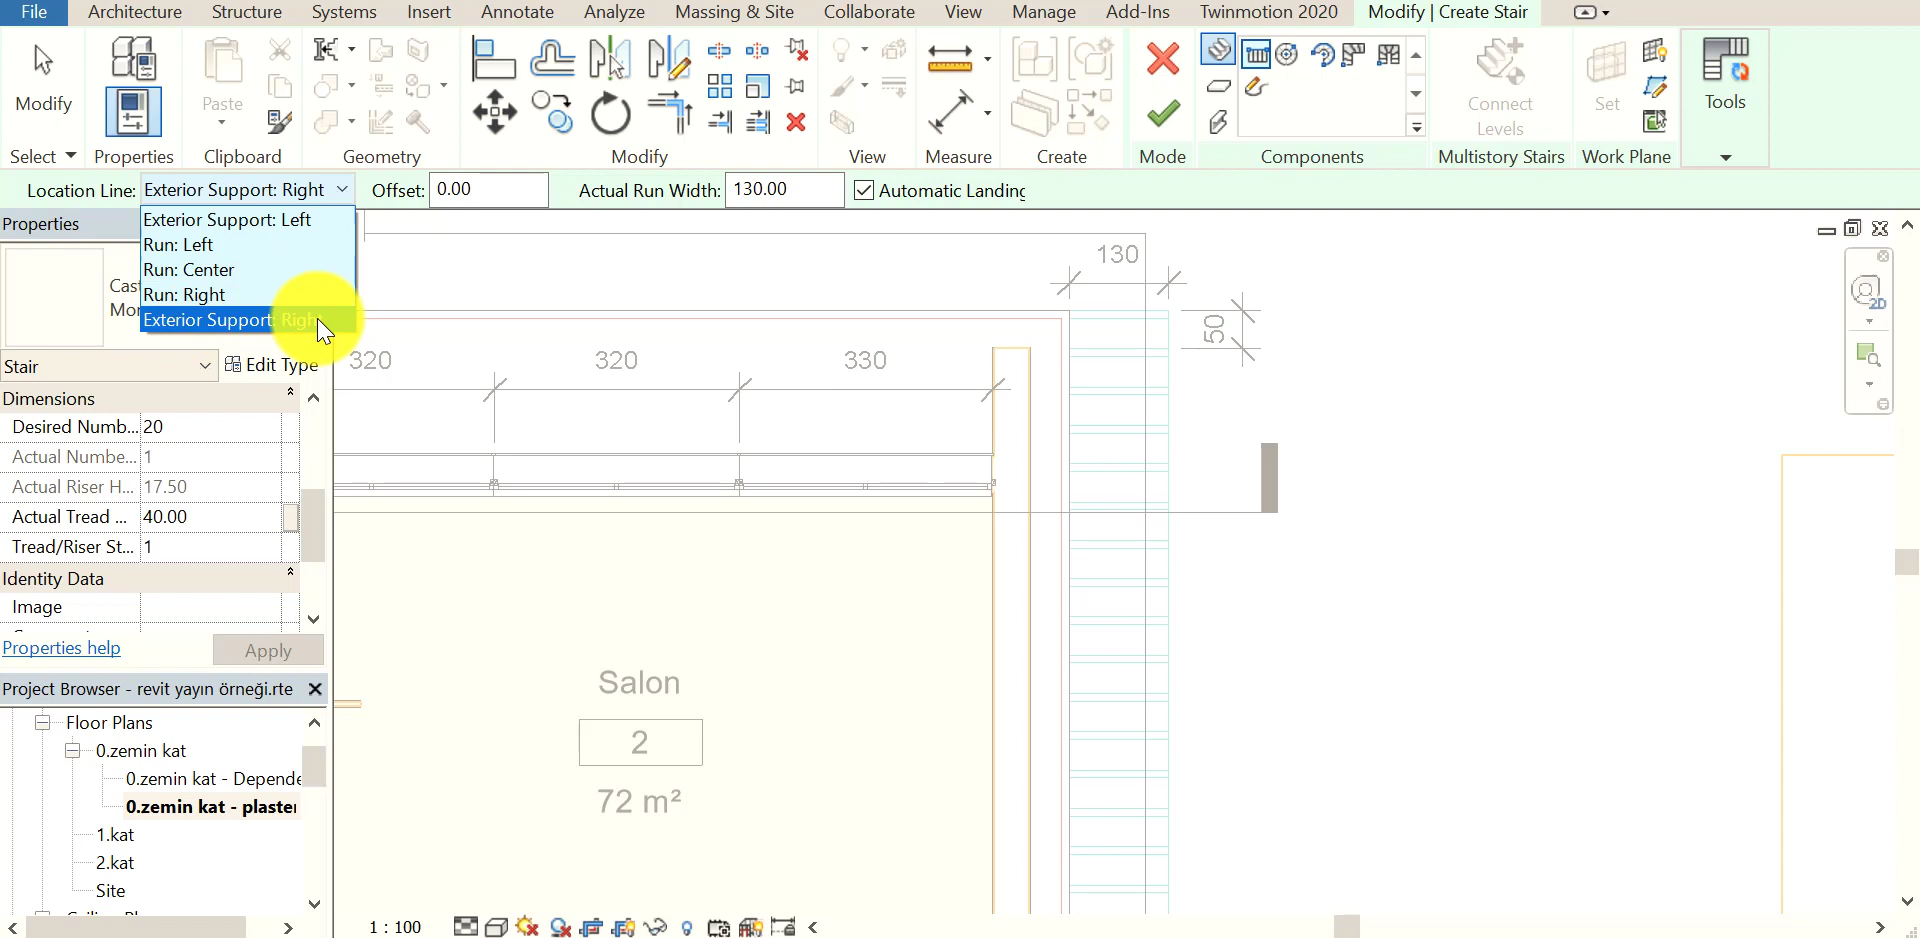 File Architecture Structure Systems Insert Annotate Analyze Massing & Site Collaborate View Manage Add-Ins Twinmotion 2020 Modify | Create Stair
Modify Paste Connect Levels Set Tools
Select Properties Clipboard Geometry Modify View Measure Create Mode Components Multistory Stairs Work Plane
Location Line: Exterior Support: Right Offset: 0.00 Actual Run Width: 130.00 Automatic Landing
Exterior Support: Left
Run: Left
Run: Center
Run: Right
Exterior Support: Right
Properties
Cas
Mor
Stair Edit Type
Dimensions
Desired Numb... 20
Actual Numbe... 1
Actual Riser H... 17.50
Actual Tread ... 40.00
Tread/Riser St... 1
Identity Data
Image
Properties help Apply
Project Browser - revit yayın örneği.rte
Floor Plans
0.zemin kat
0.zemin kat - Depende
0.zemin kat - plaster
1.kat
2.kat
Site
130
50
320 320 330
Salon
2
72 m²
2D
1 : 100